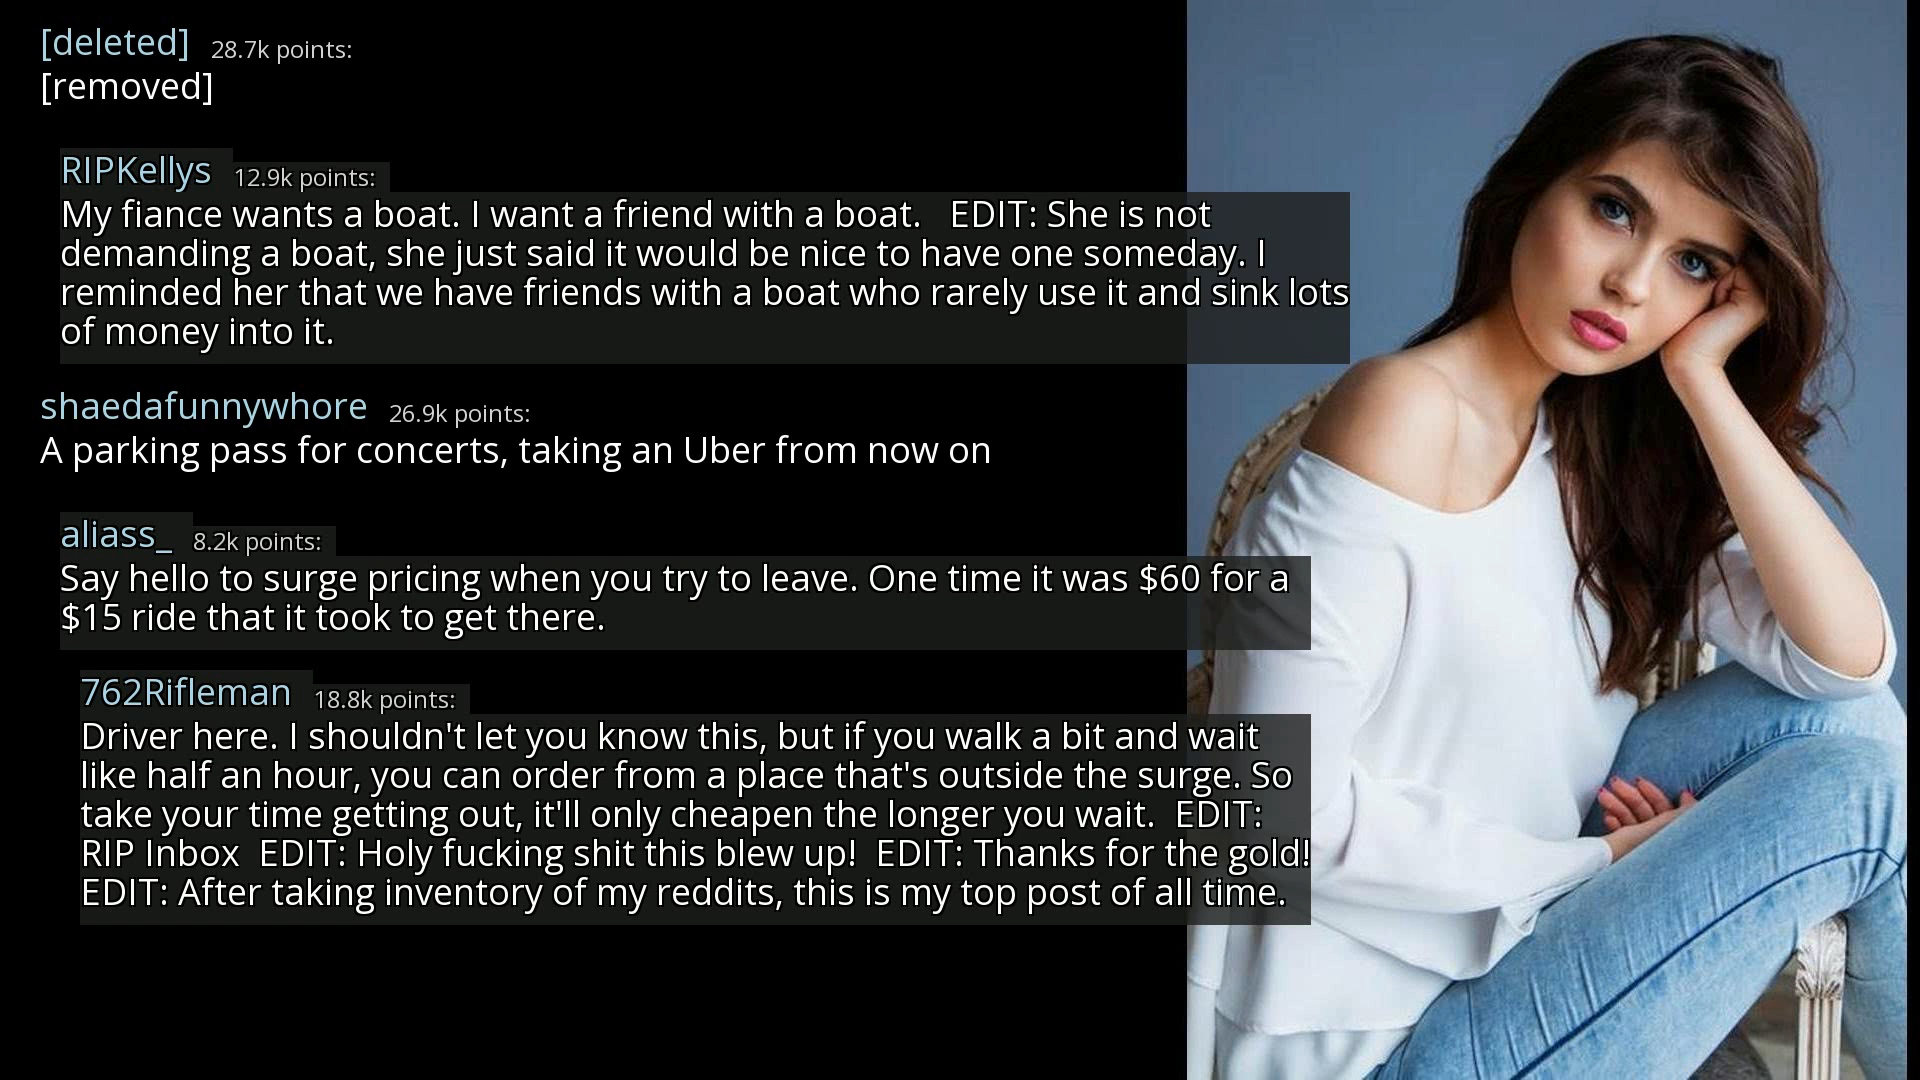 [deleted] 28.7k points:
[removed]
RIPKellys 12.9k points:
My fiance wants a boat. I want a friend with a boat.   EDIT: She is not
demanding a boat, she just said it would be nice to have one someday. I
reminded her that we have friends with a boat who rarely use it and sink lots
of money into it.
shaedafunnywhore 26.9k points:
A parking pass for concerts, taking an Uber from now on
aliass_ 8.2k points:
Say hello to surge pricing when you try to leave. One time it was $60 for a
$15 ride that it took to get there.
762Rifleman 18.8k points:
Driver here. I shouldn't let you know this, but if you walk a bit and wait
like half an hour, you can order from a place that's outside the surge. So
take your time getting out, it'll only cheapen the longer you wait.  EDIT:
RIP Inbox  EDIT: Holy fucking shit this blew up!  EDIT: Thanks for the gold!
EDIT: After taking inventory of my reddits, this is my top post of all time.